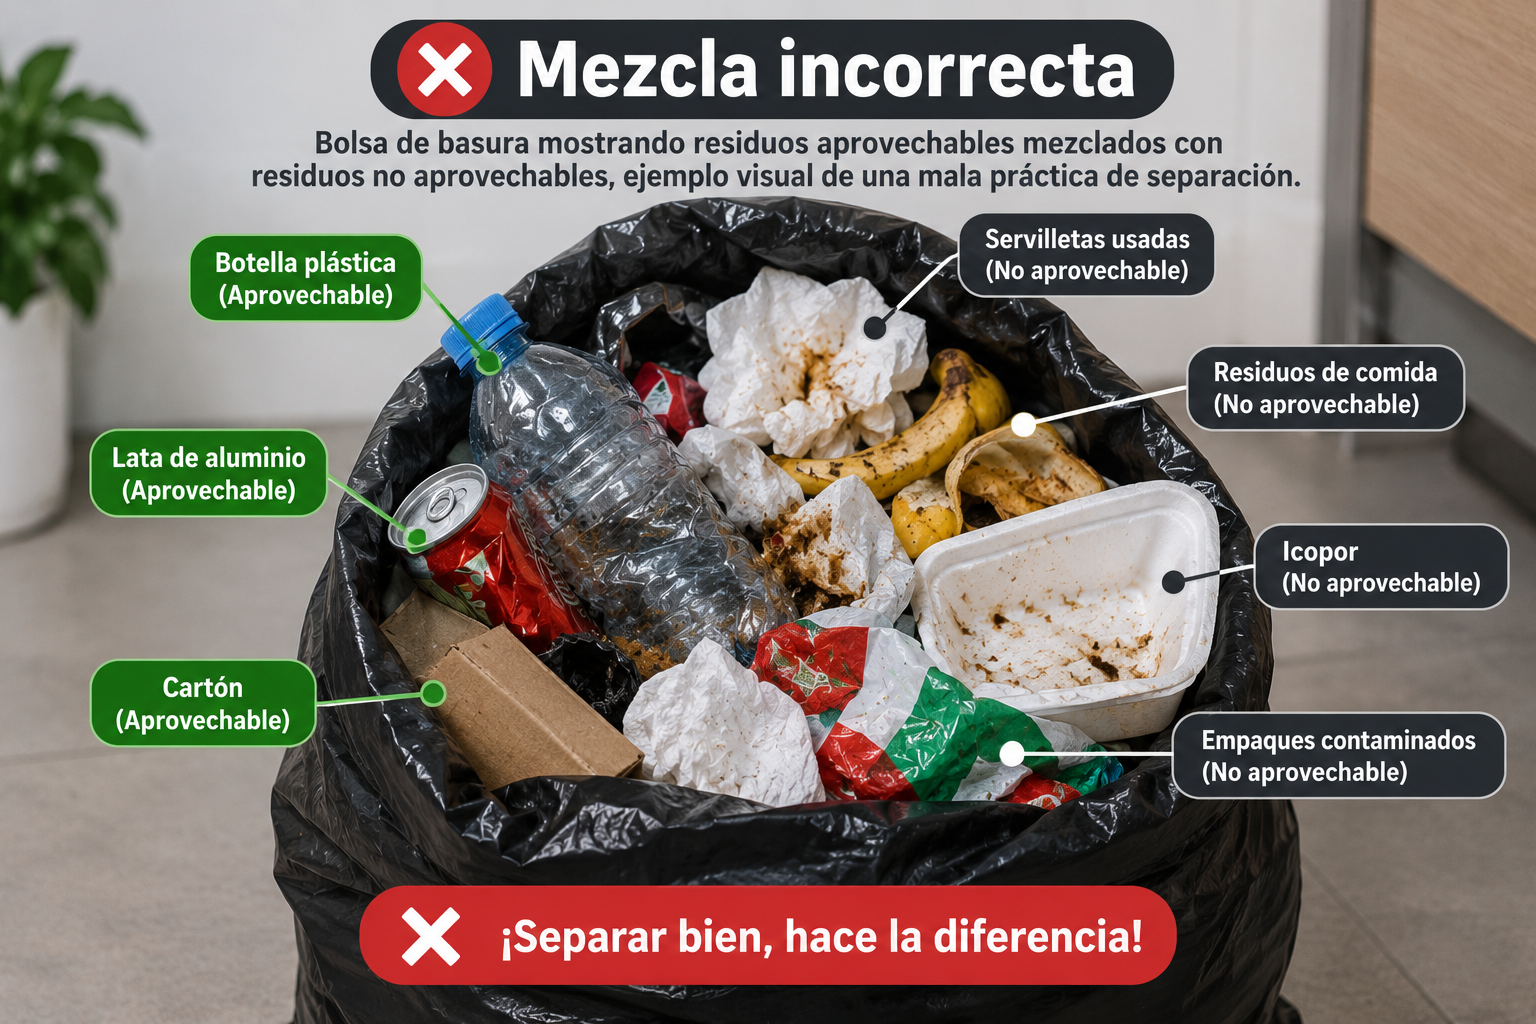 Mezcla incorrecta
Bolsa de basura mostrando residuos aprovechables mezclados con
residuos no aprovechables, ejemplo visual de una mala práctica de separación.
Botella plástica
(Aprovechable)
Servilletas usadas
(No aprovechable)
Residuos de comida
(No aprovechable)
Lata de aluminio
(Aprovechable)
Icopor
(No aprovechable)
Cartón
(Aprovechable)
Empaques contaminados
(No aprovechable)
¡Separar bien, hace la diferencia!